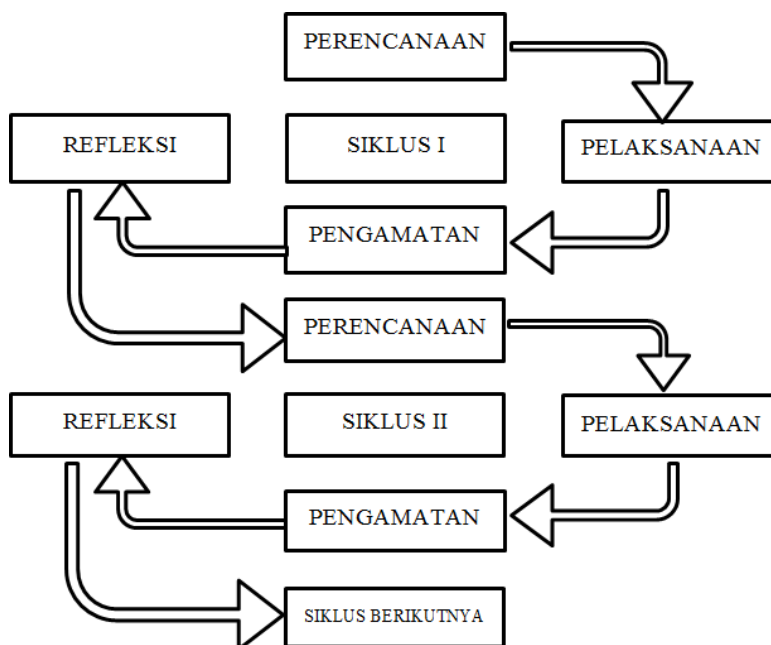 PERENCANAAN
REFLEKSI
SIKLUS I
PELAKSANAAN
PENGAMATAN
PERENCANAAN
REFLEKSI
SIKLUS II
PELAKSANAAN
PENGAMATAN
SIKLUS BERIKUTNYA